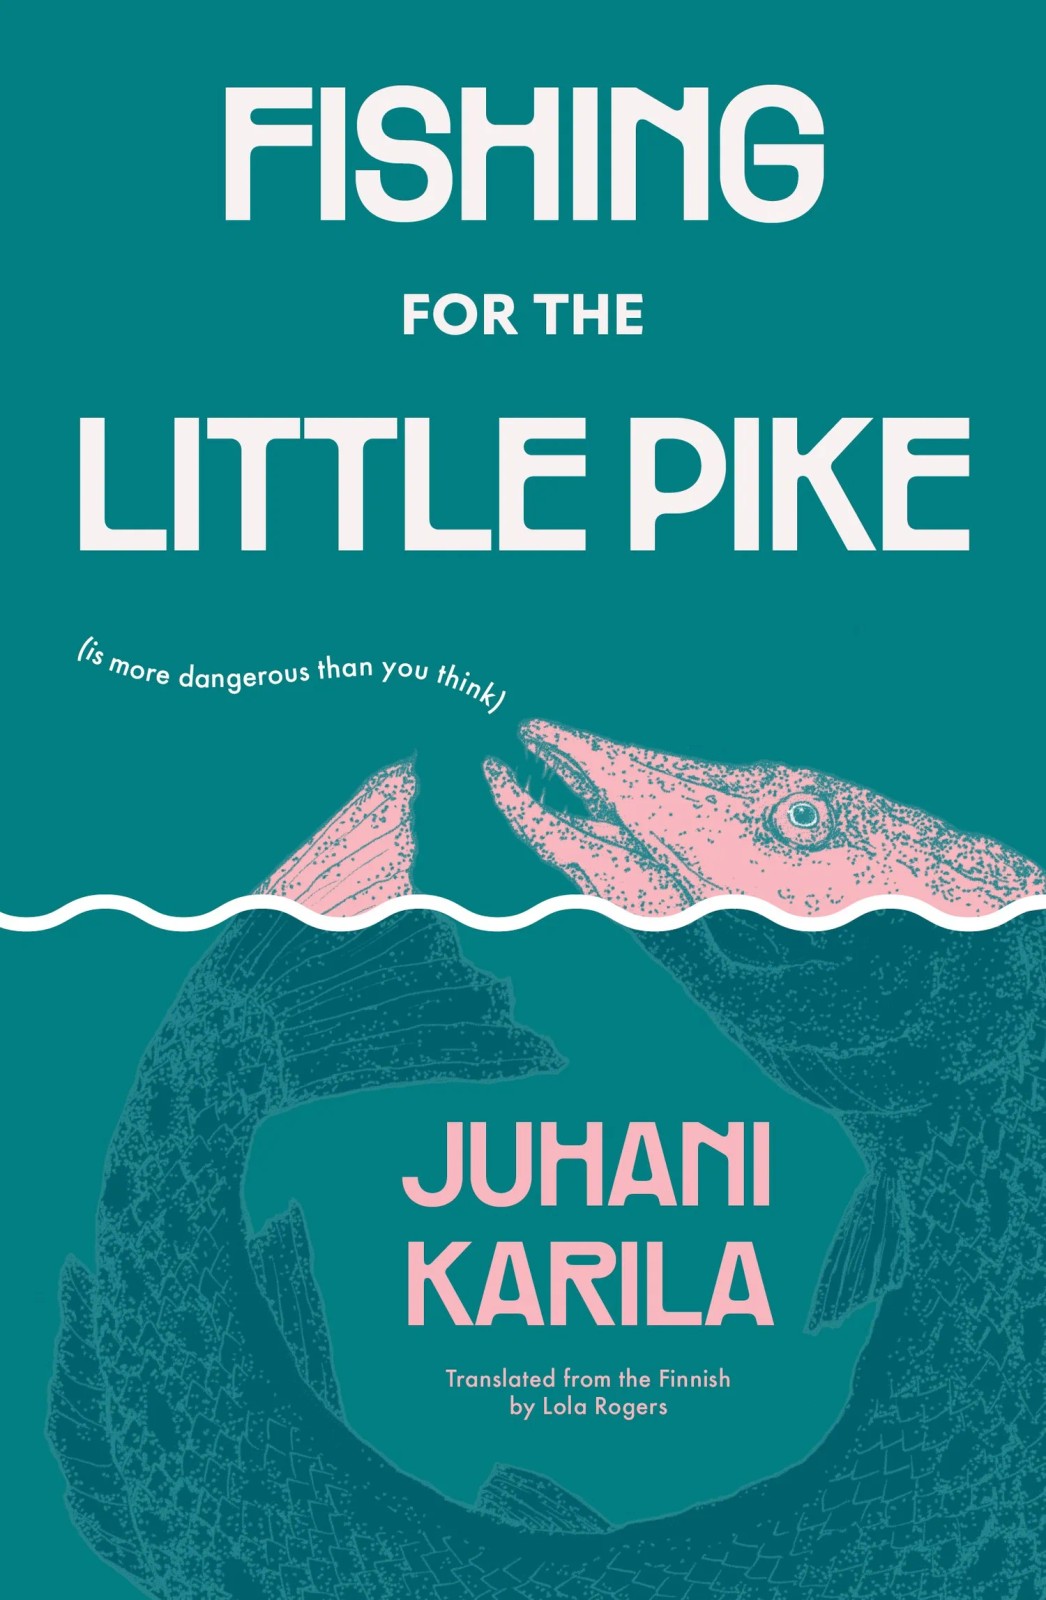 FISHING
FOR THE
LITTLE PIKE
(is more dangerous than you think)
JUHANI
KARILA
Translated from the Finnish
by Lola Rogers